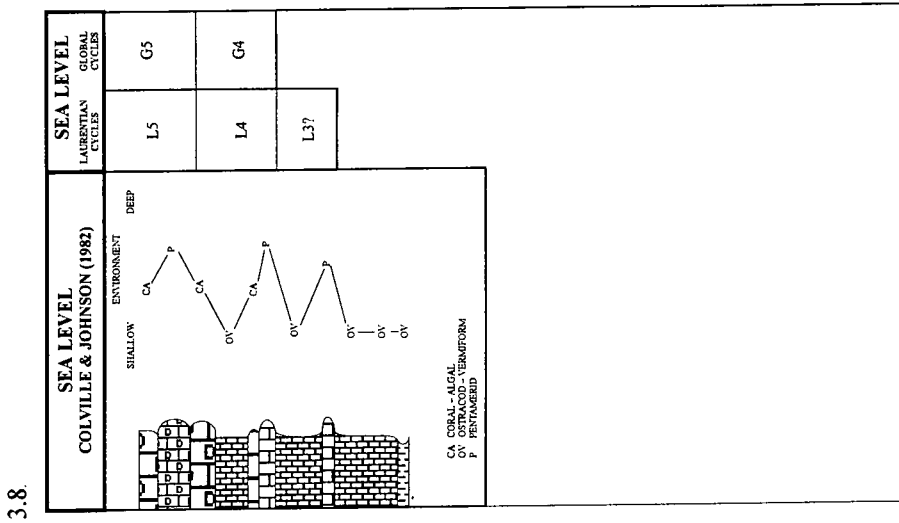 3.8.
SEA LEVEL
COLVILLE & JOHNSON (1982)
SEA LEVEL
LAURENTIAN CYCLES
GLOBAL CYCLES
SHALLOW ENVIRONMENT DEEP
CA
P
CA
OV
CA
P
OV
P
OV
OV
OV
D D D
D D
D D D
D D
D D D
L5 G5
L4 G4
L3?
CA CORAL - ALGAL
OV OSTRACOD - VERMIFORM
P PENTAMERID